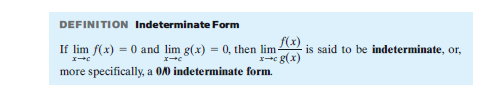 DEFINITION Indeterminate Form
If lim x→c f(x) = 0 and lim x→c g(x) = 0, then lim x→c f(x)/g(x) is said to be indeterminate, or,
more specifically, a 0/0 indeterminate form.